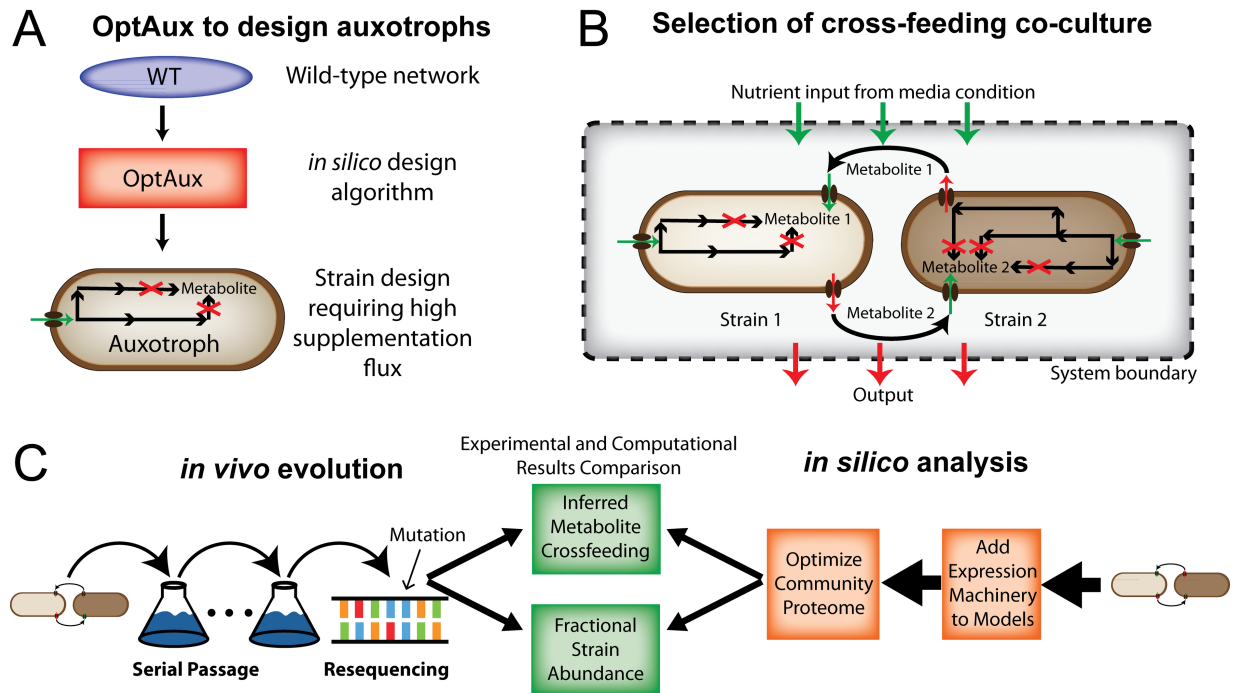 A
OptAux to design auxotrophs
WT
Wild-type network
OptAux
in silico design
algorithm
Metabolite
Auxotroph
Strain design
requiring high
supplementation
flux
B
Selection of cross-feeding co-culture
Nutrient input from media condition
Metabolite 1
Metabolite 1
Metabolite 2
Strain 1
Metabolite 2
Strain 2
System boundary
Output
C
in vivo evolution
Mutation
Serial Passage
Resequencing
Experimental and Computational
Results Comparison
Inferred
Metabolite
Crossfeeding
Fractional
Strain
Abundance
in silico analysis
Optimize
Community
Proteome
Add
Expression
Machinery
to Models